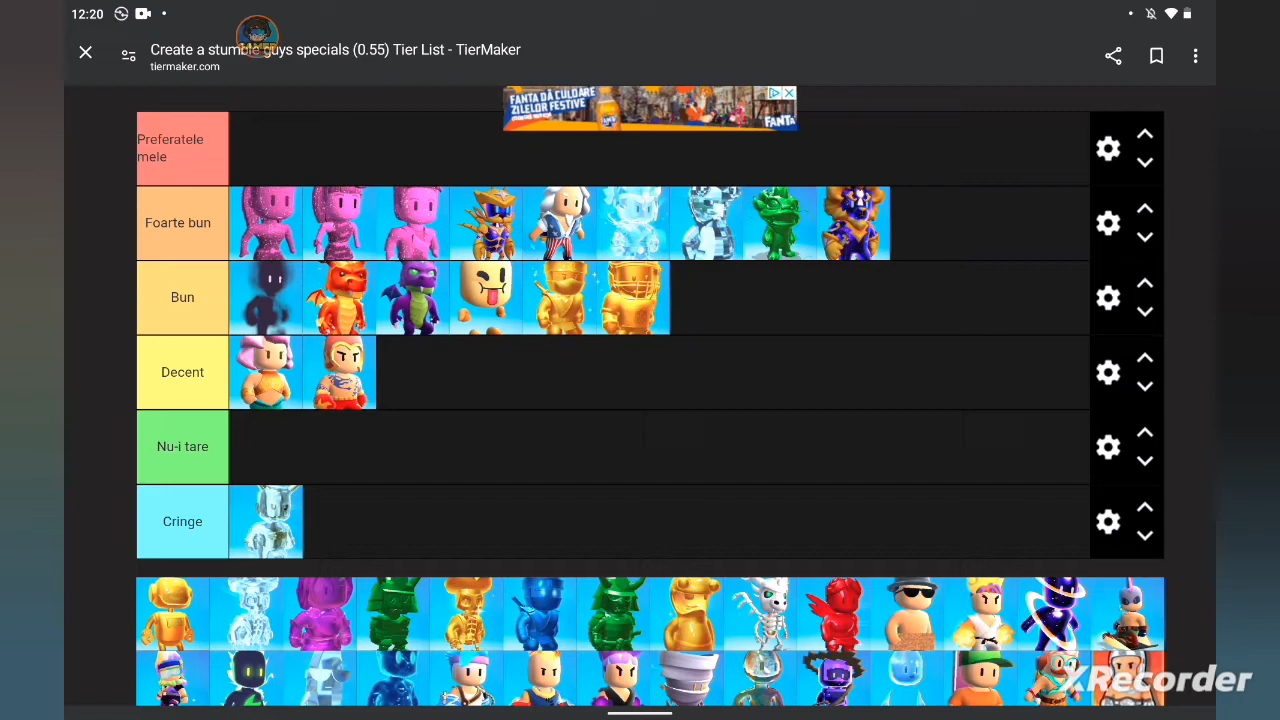 12:20
Create a stumble guys specials (0.55) Tier List - TierMaker
tiermaker.com
GAMER
FANTA DĂ CULOARE
ZILELOR FESTIVE
FANTA
Preferatele
mele
Foarte bun
Bun
Decent
Nu-i tare
Cringe
XRecorder